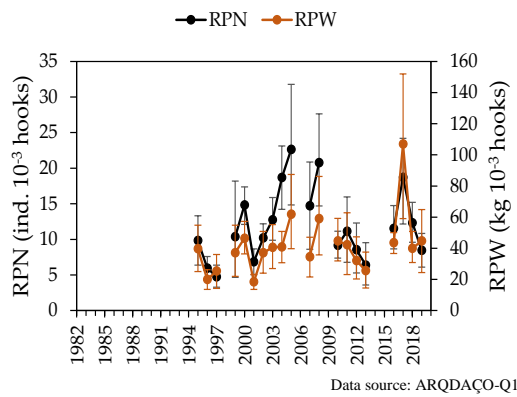 RPN RPW
35 160
30 140
25 120
20 100
15 80
10 60
5 40
0 20
0
RPN (ind. 10⁻³ hooks)
RPW (kg 10⁻³ hooks)
1982 1985 1988 1991 1994 1997 2000 2003 2006 2009 2012 2015 2018
Data source: ARQDAÇO-Q1